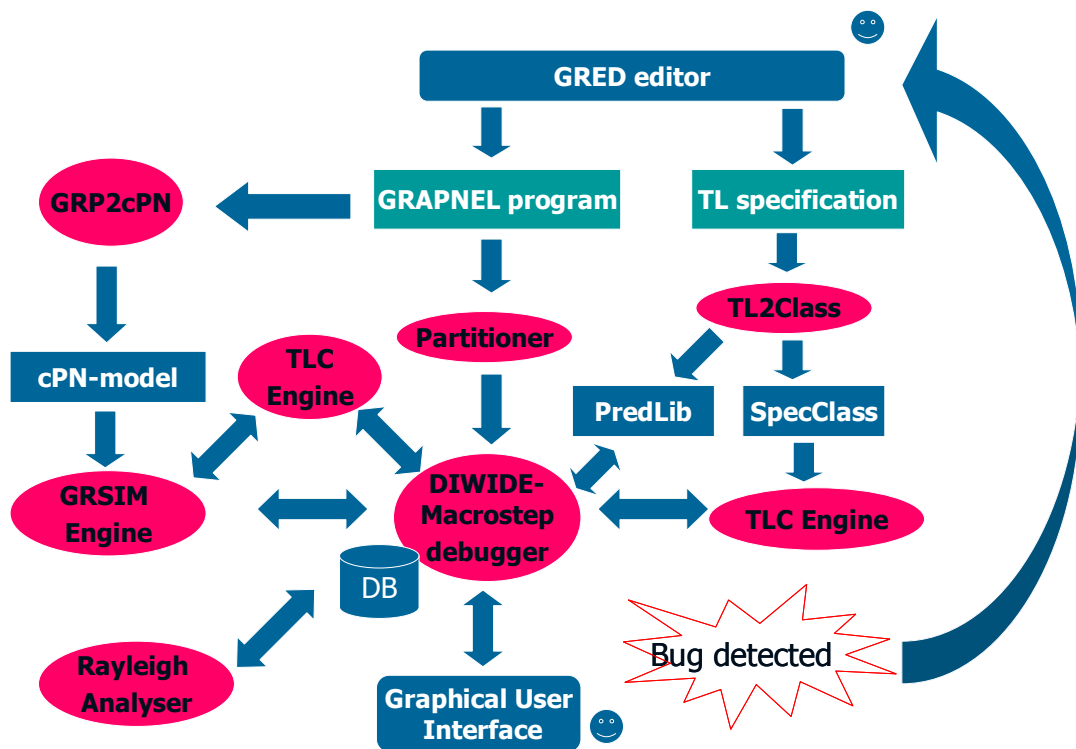 GRED editor
GRP2cPN
GRAPNEL program
TL specification
TL2Class
Partitioner
cPN-model
TLC
Engine
PredLib
SpecClass
GRSIM
Engine
DIWIDE-
Macrostep
debugger
TLC Engine
DB
Bug detected
Rayleigh
Analyser
Graphical User
Interface